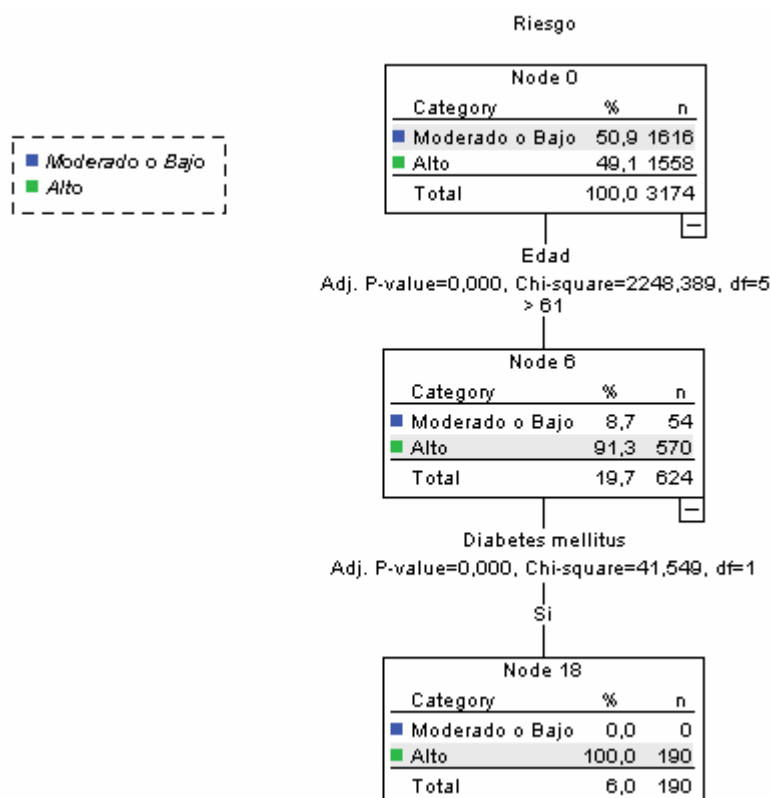 Riesgo
Node 0
Category % n
Moderado o Bajo 50,9 1616
Alto 49,1 1558
Total 100,0 3174
Moderado o Bajo
Alto
Edad
Adj. P-value=0,000, Chi-square=2248,389, df=5
> 61
Node 6
Category % n
Moderado o Bajo 8,7 54
Alto 91,3 570
Total 19,7 624
Diabetes mellitus
Adj. P-value=0,000, Chi-square=41,549, df=1
Si
Node 18
Category % n
Moderado o Bajo 0,0 0
Alto 100,0 190
Total 6,0 190